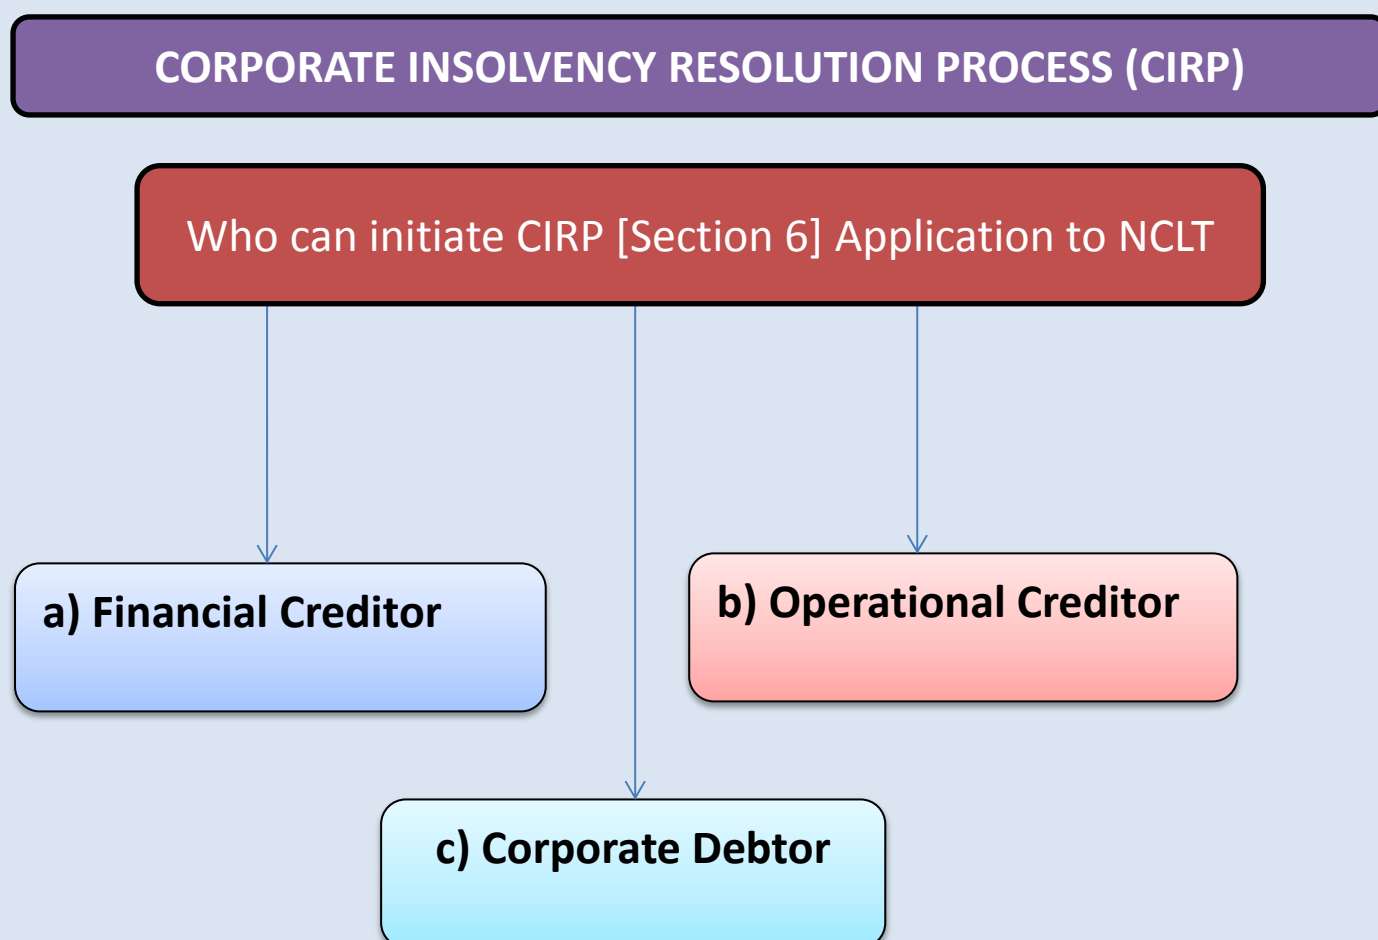 CORPORATE INSOLVENCY RESOLUTION PROCESS (CIRP)
Who can initiate CIRP [Section 6] Application to NCLT
a) Financial Creditor
b) Operational Creditor
c) Corporate Debtor